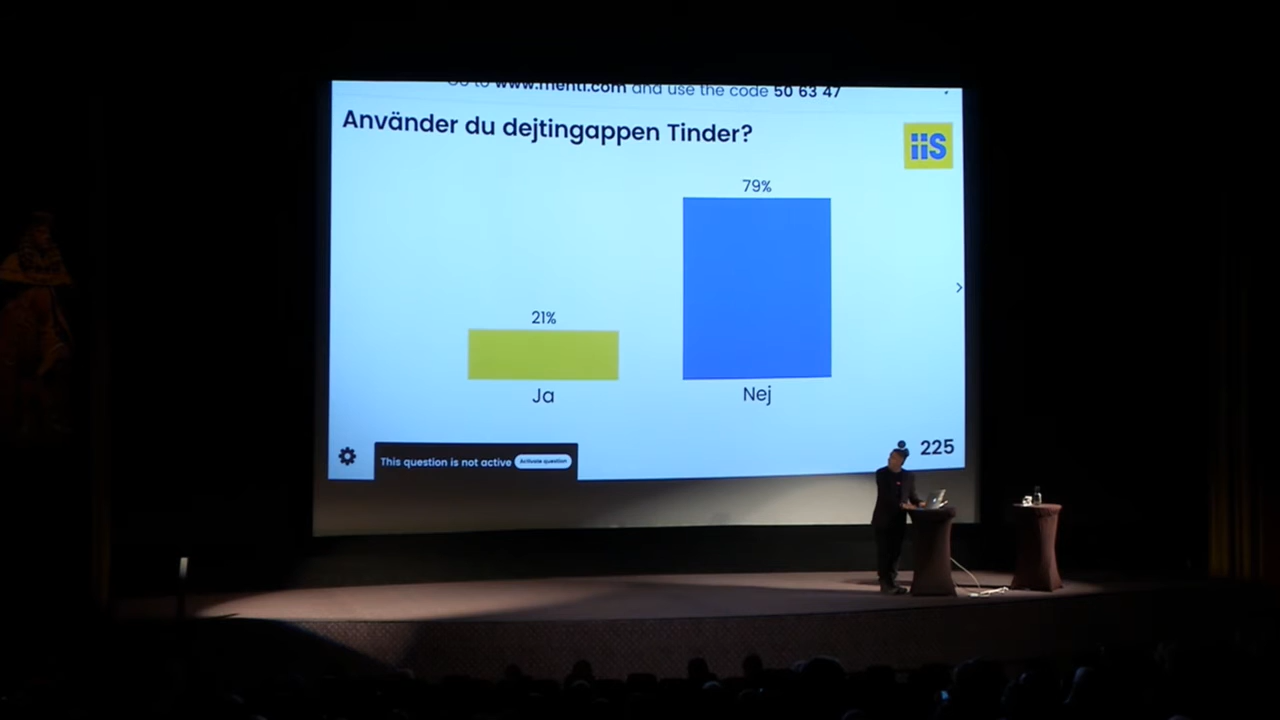 Go to www.menti.com and use the code 50 63 47
Använder du dejtingappen Tinder?
iiS
79%
21%
Ja
Nej
This question is not active Activate question
225